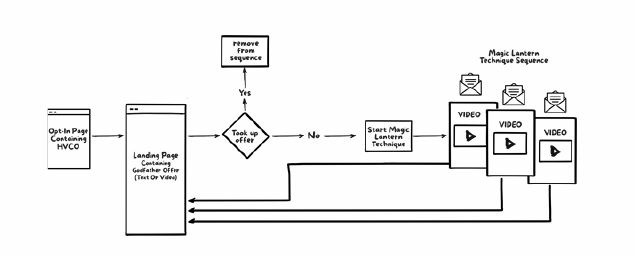 remove
from
sequence
Magic Lantern
Technique Sequence
Yes
Opt-In Page
Containing
HVCO
Landing Page
Containing
Godfather Offer
(Text Or Video)
Took up
offer
No
Start Magic
Lantern
Technique
VIDEO
VIDEO
VIDEO